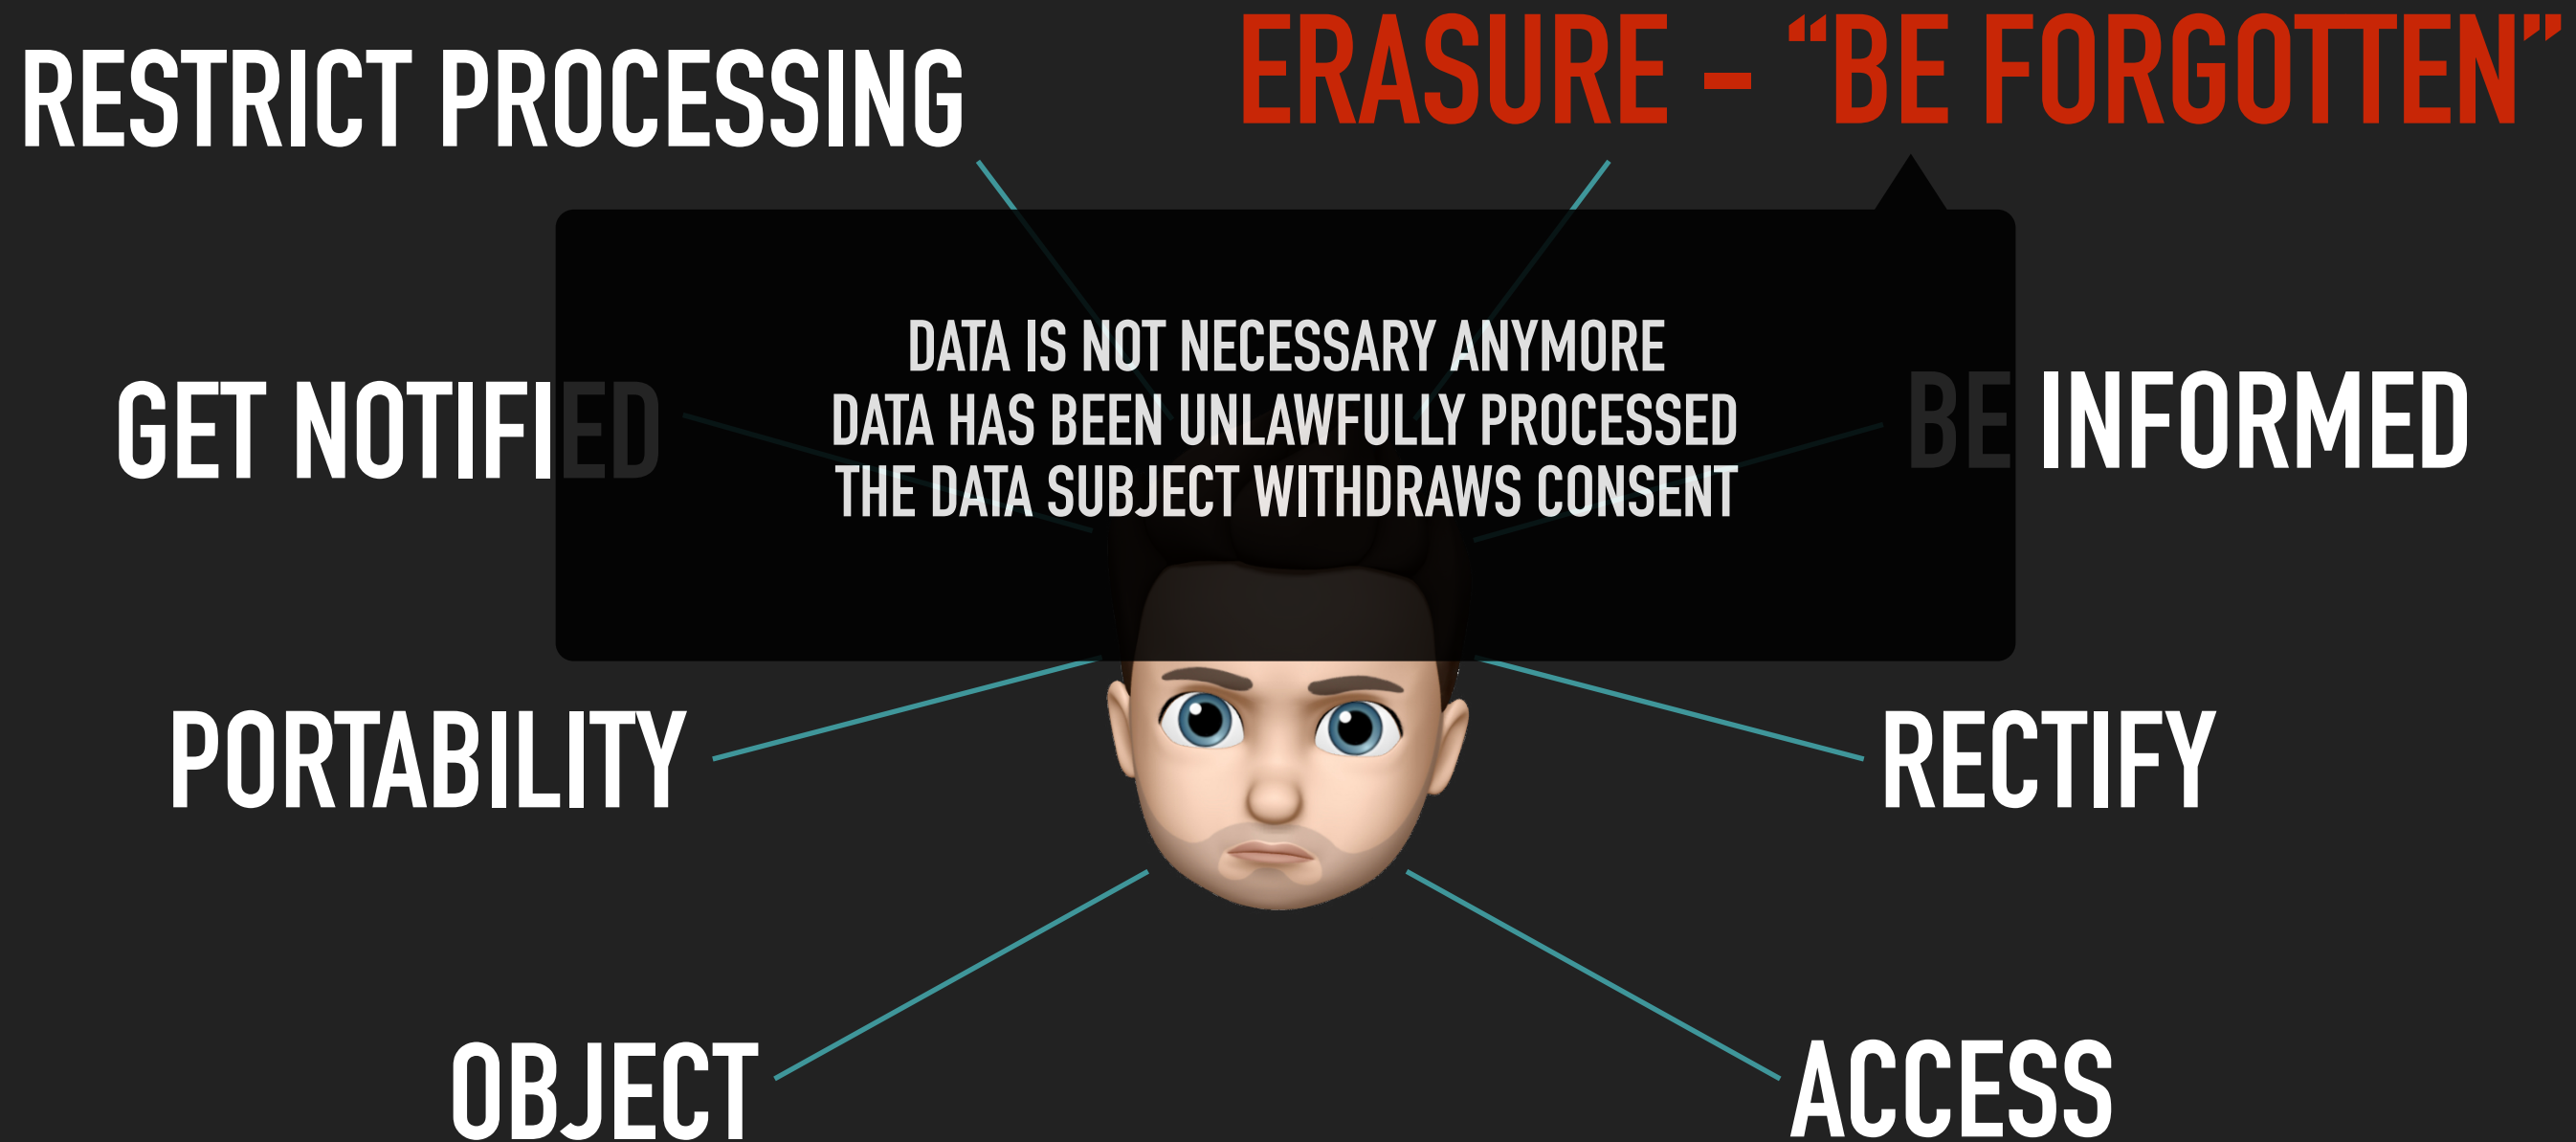 RESTRICT PROCESSING
ERASURE – “BE FORGOTTEN”
DATA IS NOT NECESSARY ANYMORE
DATA HAS BEEN UNLAWFULLY PROCESSED
THE DATA SUBJECT WITHDRAWS CONSENT
GET NOTIFIED
BE INFORMED
PORTABILITY
RECTIFY
OBJECT
ACCESS